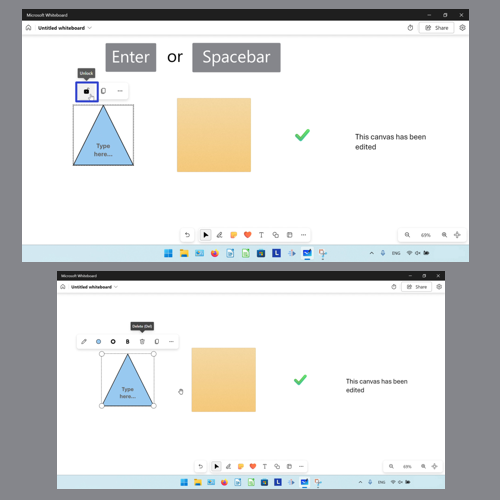 Microsoft Whiteboard
Untitled whiteboard
Share
Enter or Spacebar
Unlock
Type
here...
This canvas has been
edited
T
69%
L
ENG
Microsoft Whiteboard
Untitled whiteboard
Share
Delete (Del)
B
Type
here...
This canvas has been
edited
T
69%
L
ENG